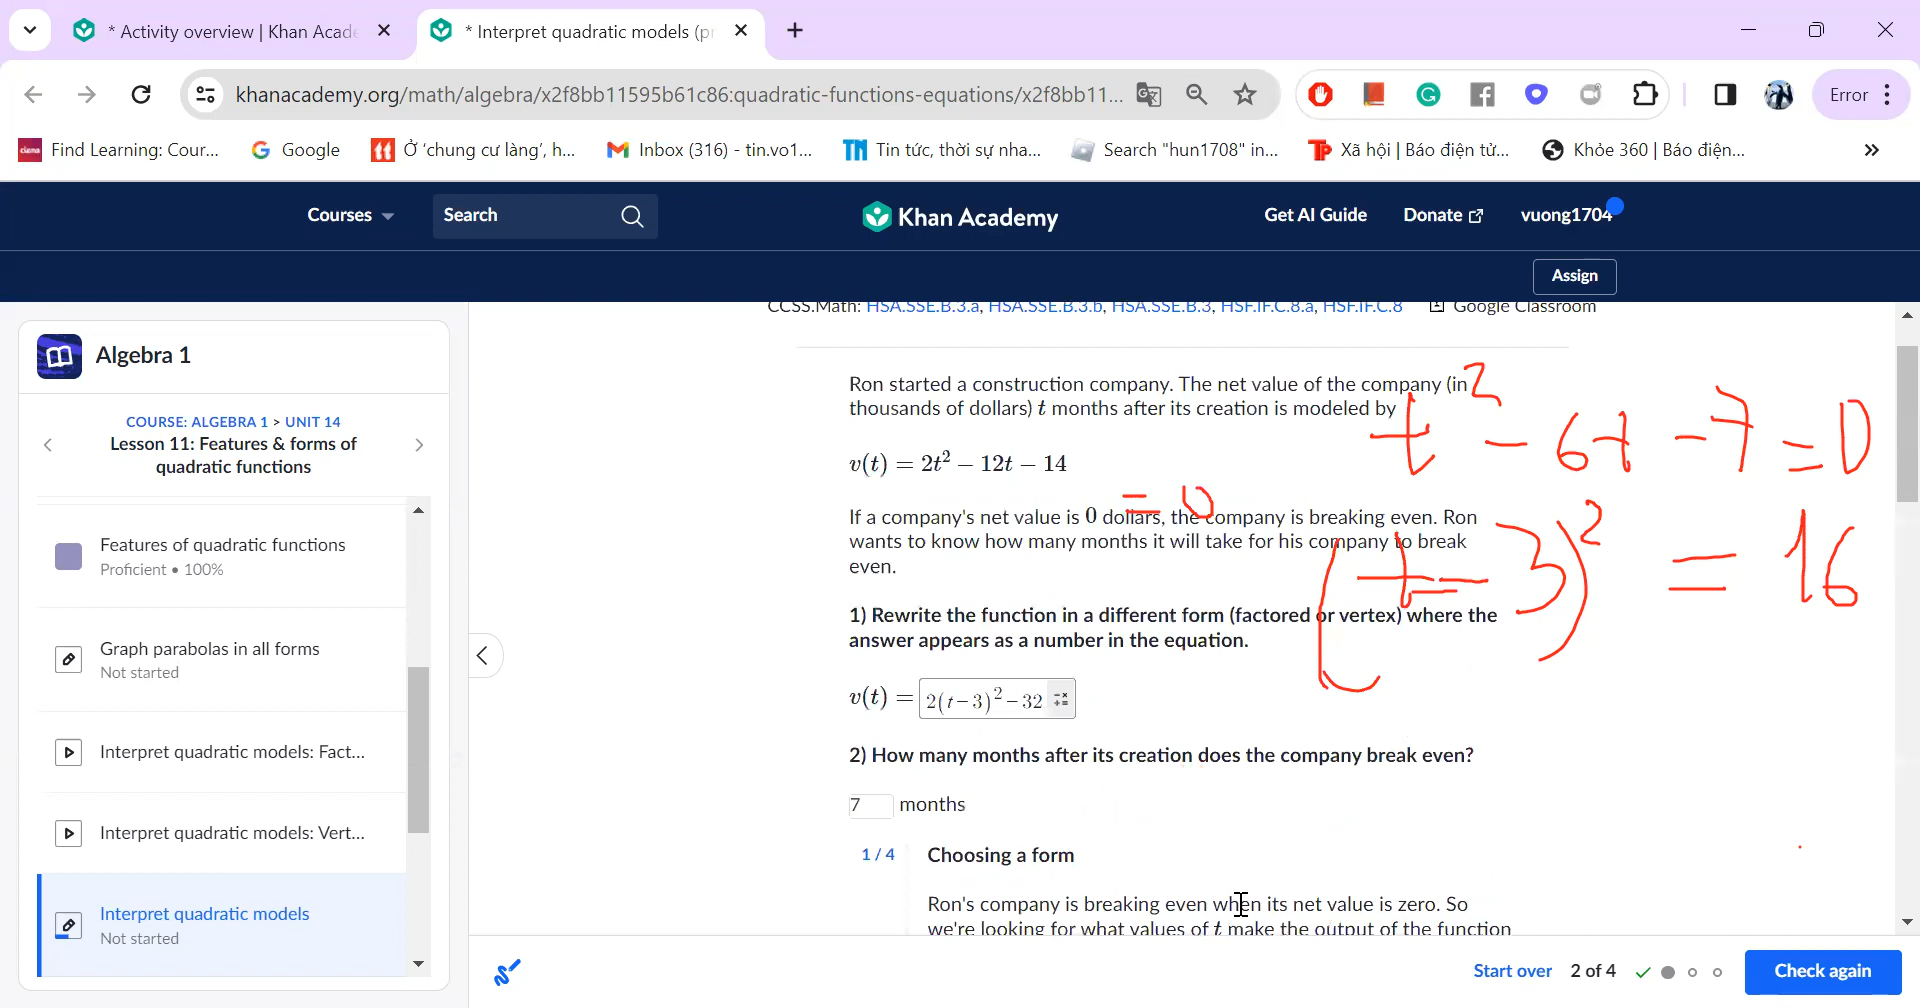 * Activity overview | Khan Acade
* Interpret quadratic models (pr
khanacademy.org/math/algebra/x2f8bb11595b61c86:quadratic-functions-equations/x2f8bb11...
Error
Find Learning: Cour...
Google
Ở 'chung cư làng', h...
Inbox (316) - tin.vo1...
TN Tin tức, thời sự nha...
Search "hun1708" in...
Xã hội | Báo điện tử...
Khỏe 360 | Báo điện...
Courses
Search
Khan Academy
Get AI Guide
Donate
vuong1704
Assign
CCSS.Math: HSA.SSE.B.3.a, HSA.SSE.B.3.b, HSA.SSE.B.3, HSF.IF.C.8.a, HSF.IF.C.8
Google Classroom
Algebra 1
COURSE: ALGEBRA 1 > UNIT 14
Lesson 11: Features & forms of
quadratic functions
Features of quadratic functions
Proficient • 100%
Graph parabolas in all forms
Not started
Interpret quadratic models: Fact...
Interpret quadratic models: Vert...
Interpret quadratic models
Not started
Ron started a construction company. The net value of the company (in
thousands of dollars) t months after its creation is modeled by
v(t) = 2t² − 12t − 14
= 0
t² − 6t − 7 = 0
(t − 3)² = 16
If a company's net value is 0 dollars, the company is breaking even. Ron
wants to know how many months it will take for his company to break
even.
1) Rewrite the function in a different form (factored or vertex) where the
answer appears as a number in the equation.
v(t) = 2(t−3)²−32
2) How many months after its creation does the company break even?
7 months
1 / 4
Choosing a form
Ron's company is breaking even when its net value is zero. So
we're looking for what values of t make the output of the function
Start over
2 of 4
Check again